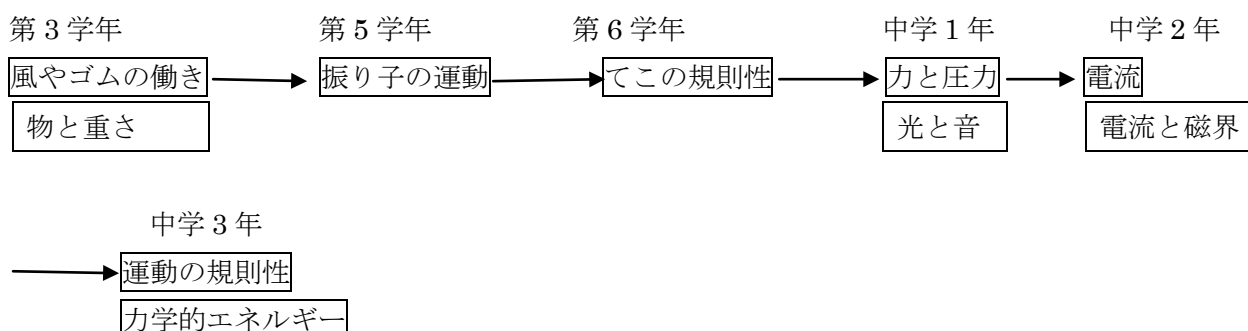 第3学年 第5学年 第6学年 中学1年 中学2年
風やゴムの働き 振り子の運動 てこの規則性 力と圧力 電流
物と重さ 光と音 電流と磁界
中学3年
運動の規則性
力学的エネルギー